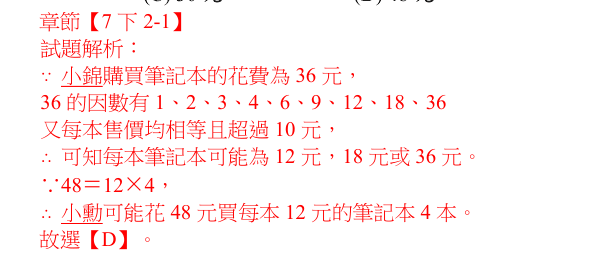 章節【7 下 2-1】
試題解析：
∵ 小錦購買筆記本的花費為 36 元，
36 的因數有 1、2、3、4、6、9、12、18、36
又每本售價均相等且超過 10 元，
∴ 可知每本筆記本可能為 12 元，18 元或 36 元。
∵48＝12×4，
∴ 小勳可能花 48 元買每本 12 元的筆記本 4 本。
故選【D】。